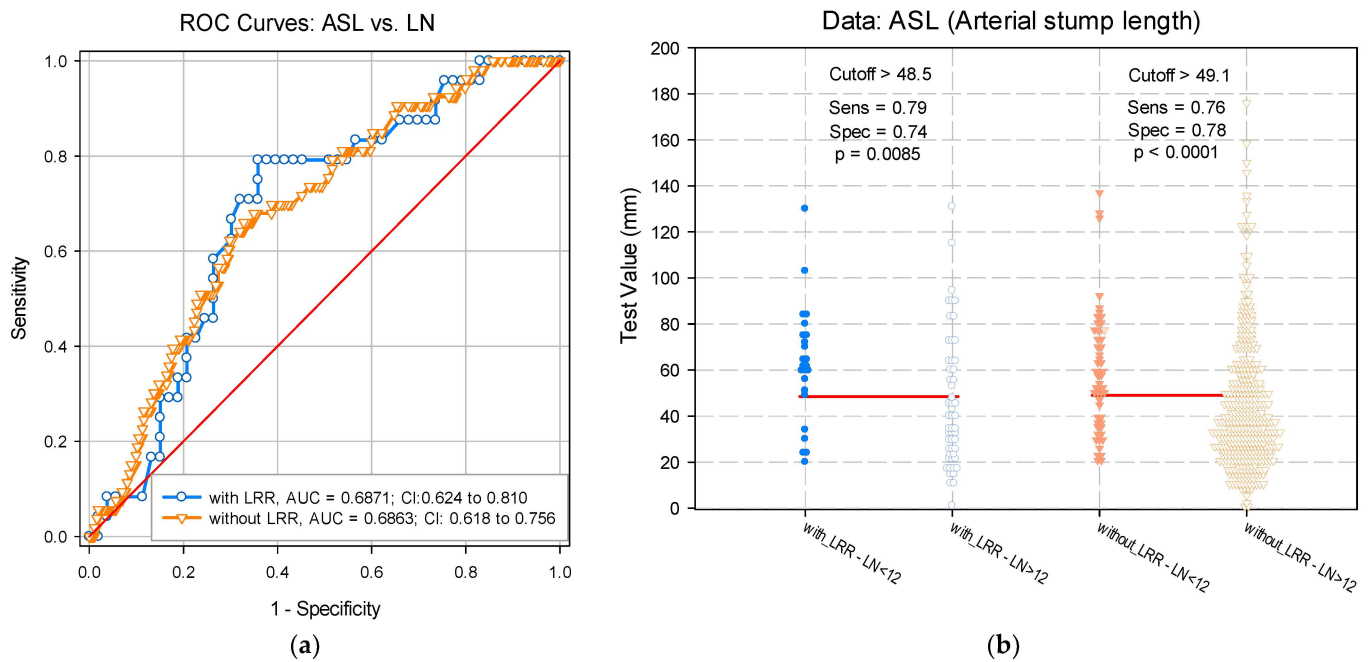 ROC Curves: ASL vs. LN
Sensitivity
1.0
0.8
0.6
0.4
0.2
0.0
with LRR, AUC = 0.6871; CI:0.624 to 0.810
without LRR, AUC = 0.6863; CI: 0.618 to 0.756
0.0 0.2 0.4 0.6 0.8 1.0
1 - Specificity
(a)
Data: ASL (Arterial stump length)
Test Value (mm)
200
180
160
140
120
100
80
60
40
20
0
Cutoff > 48.5
Sens = 0.79
Spec = 0.74
p = 0.0085
Cutoff > 49.1
Sens = 0.76
Spec = 0.78
p < 0.0001
with_LRR - LN<12
with_LRR - LN>12
without_LRR - LN<12
without_LRR - LN>12
(b)